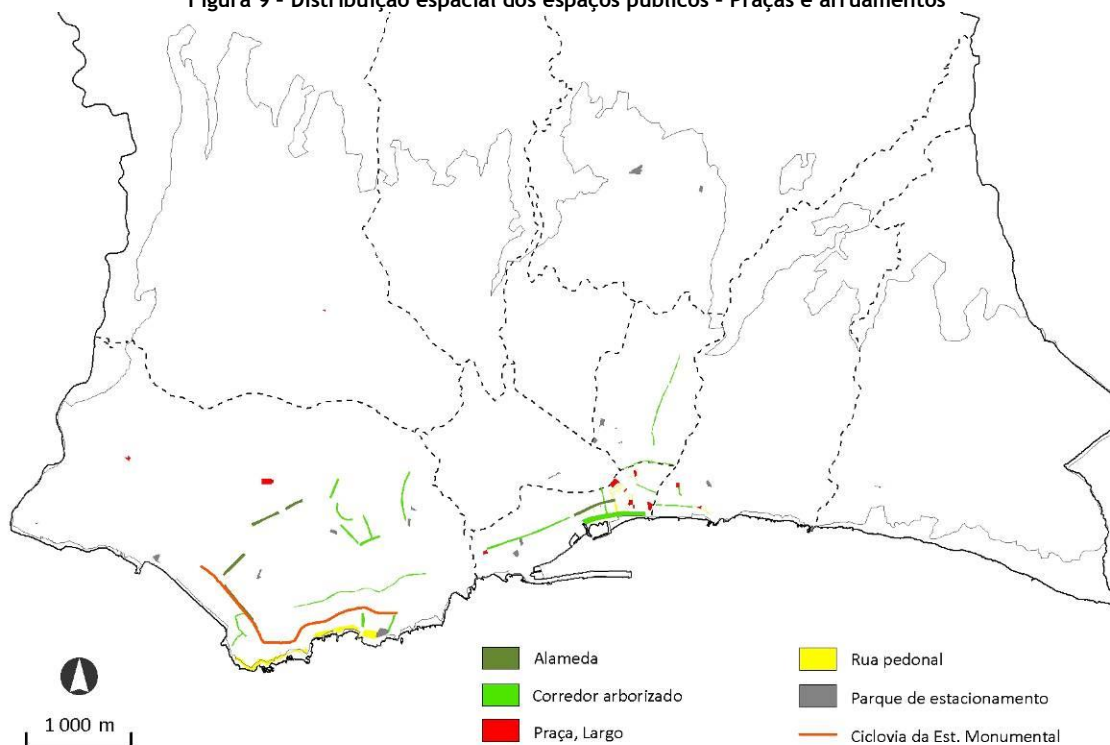 Figura 9 - Distribuição espacial dos espaços públicos - Praças e arruamentos
1 000 m
Alameda
Corredor arborizado
Praça, Largo
Rua pedonal
Parque de estacionamento
Ciclovia da Est. Monumental